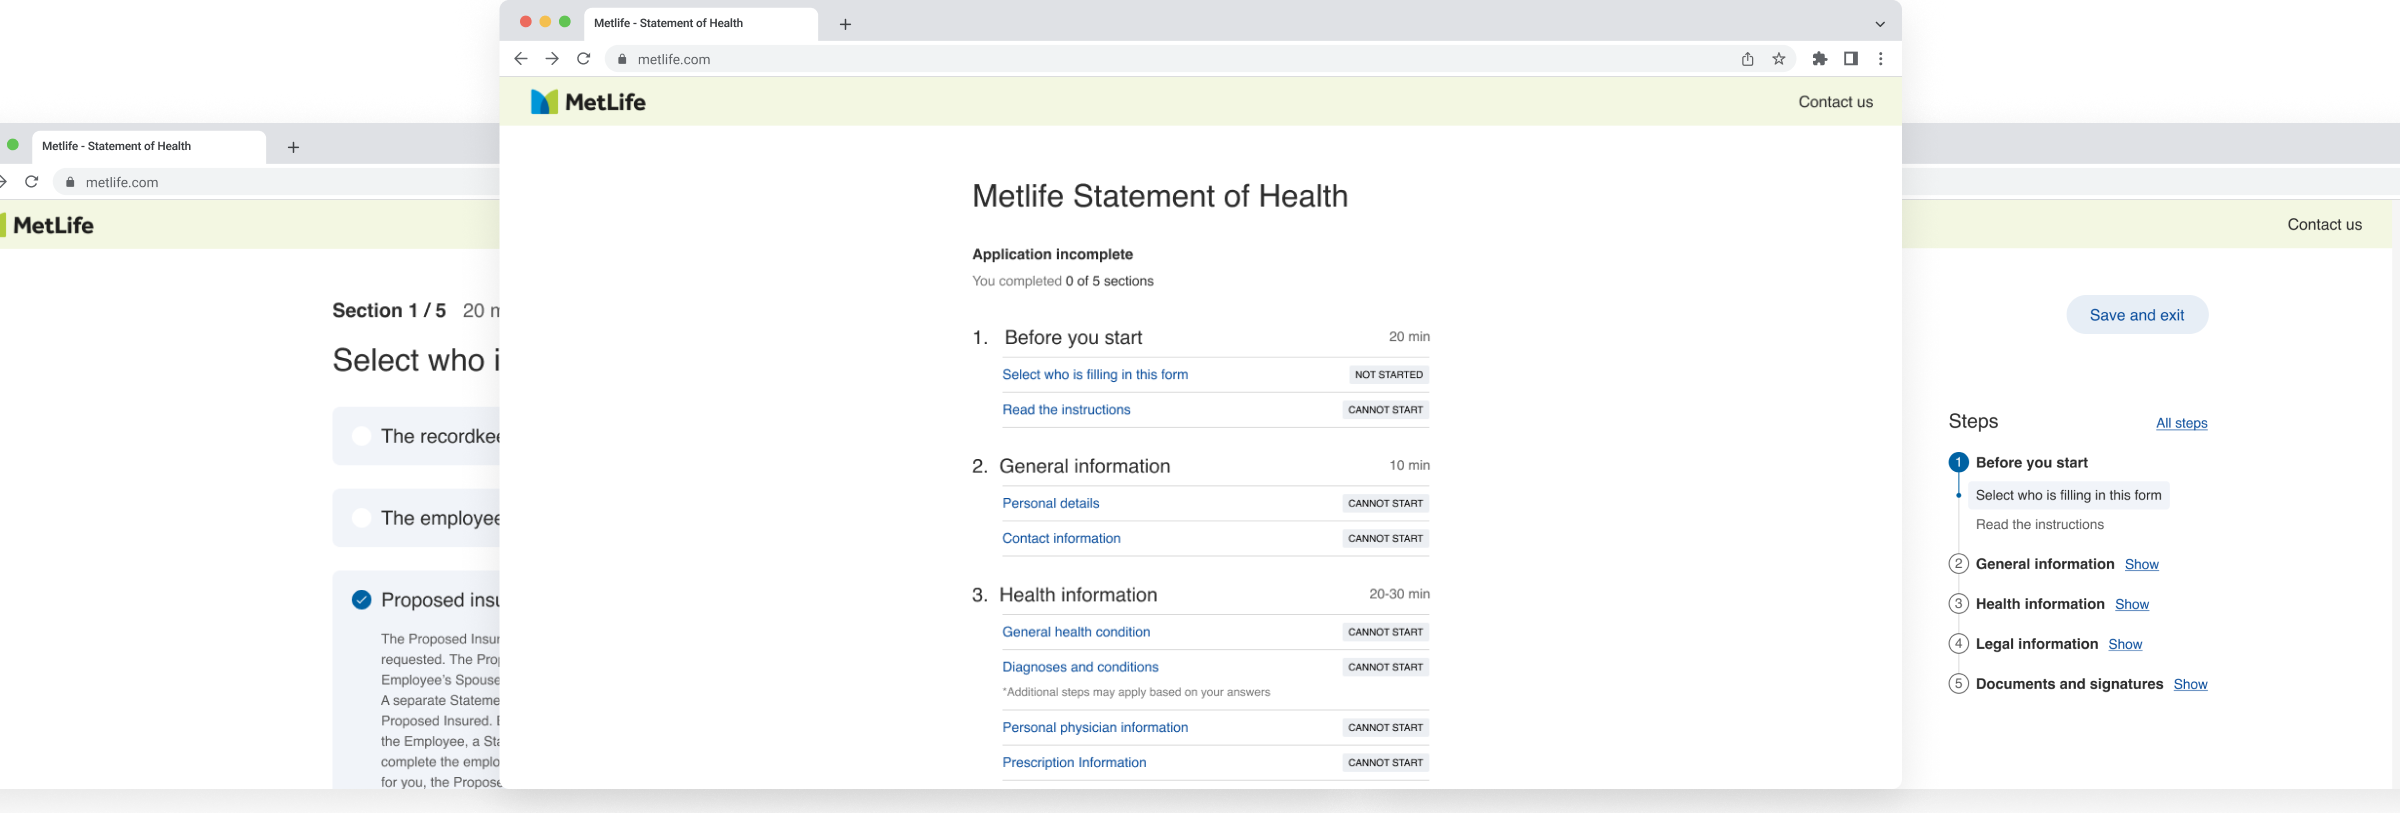 Metlife - Statement of Health
metlife.com
MetLife
Contact us
Metlife Statement of Health
Application incomplete
You completed 0 of 5 sections
1. Before you start 20 min
Select who is filling in this form NOT STARTED
Read the instructions CANNOT START
2. General information 10 min
Personal details CANNOT START
Contact information CANNOT START
3. Health information 20-30 min
General health condition CANNOT START
Diagnoses and conditions CANNOT START
*Additional steps may apply based on your answers
Personal physician information CANNOT START
Prescription Information CANNOT START
Metlife - Statement of Health
metlife.com
MetLife
Section 1 / 5 20
Select who
The
The employee
Proposed
The Proposed
requested. The
Employee's Spouse
A separate
Proposed Insured.
the Employee, a
complete the
for you, the
Contact us
Save and exit
Steps All steps
1 Before you start
Select who is filling in this form
Read the instructions
2 General information Show
3 Health information Show
4 Legal information Show
5 Documents and signatures Show